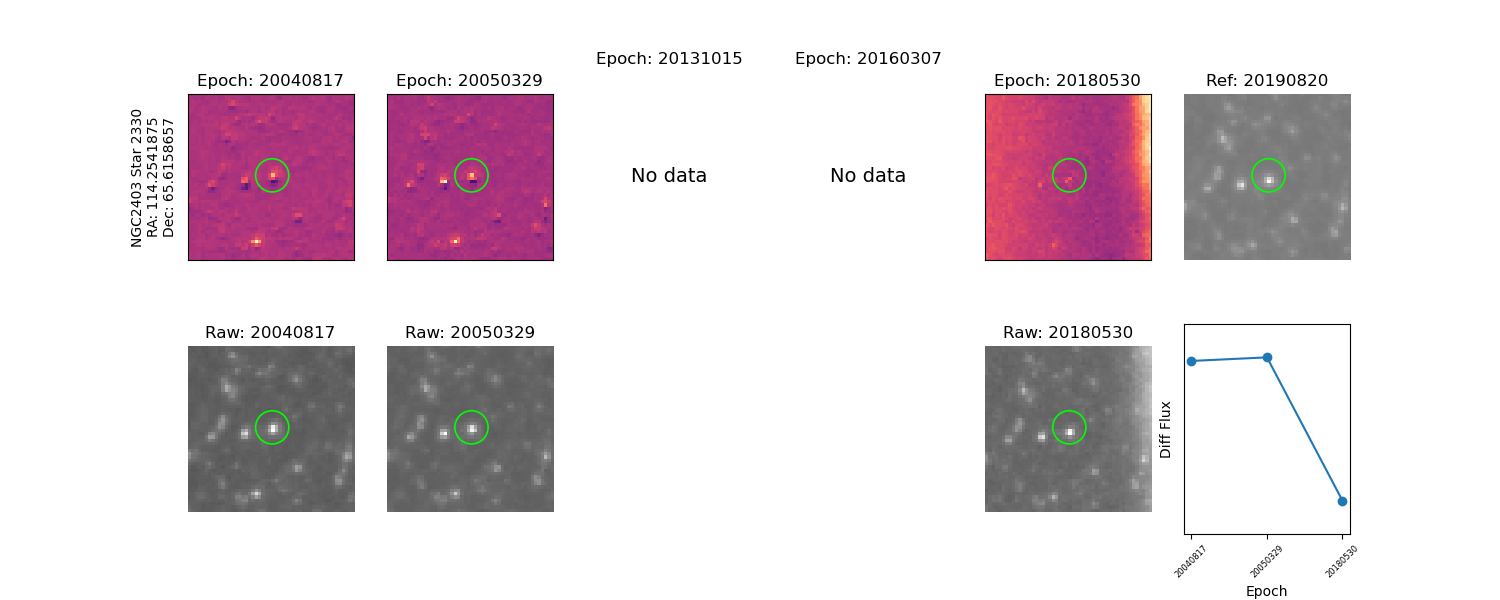 Epoch: 20040817
Epoch: 20050329
Epoch: 20131015
Epoch: 20160307
Epoch: 20180530
Ref: 20190820
NGC2403 Star 2330
RA: 114.2541875
Dec: 65.6158657
No data
No data
Raw: 20040817
Raw: 20050329
Raw: 20180530
Diff Flux
20040817
20050329
20180530
Epoch